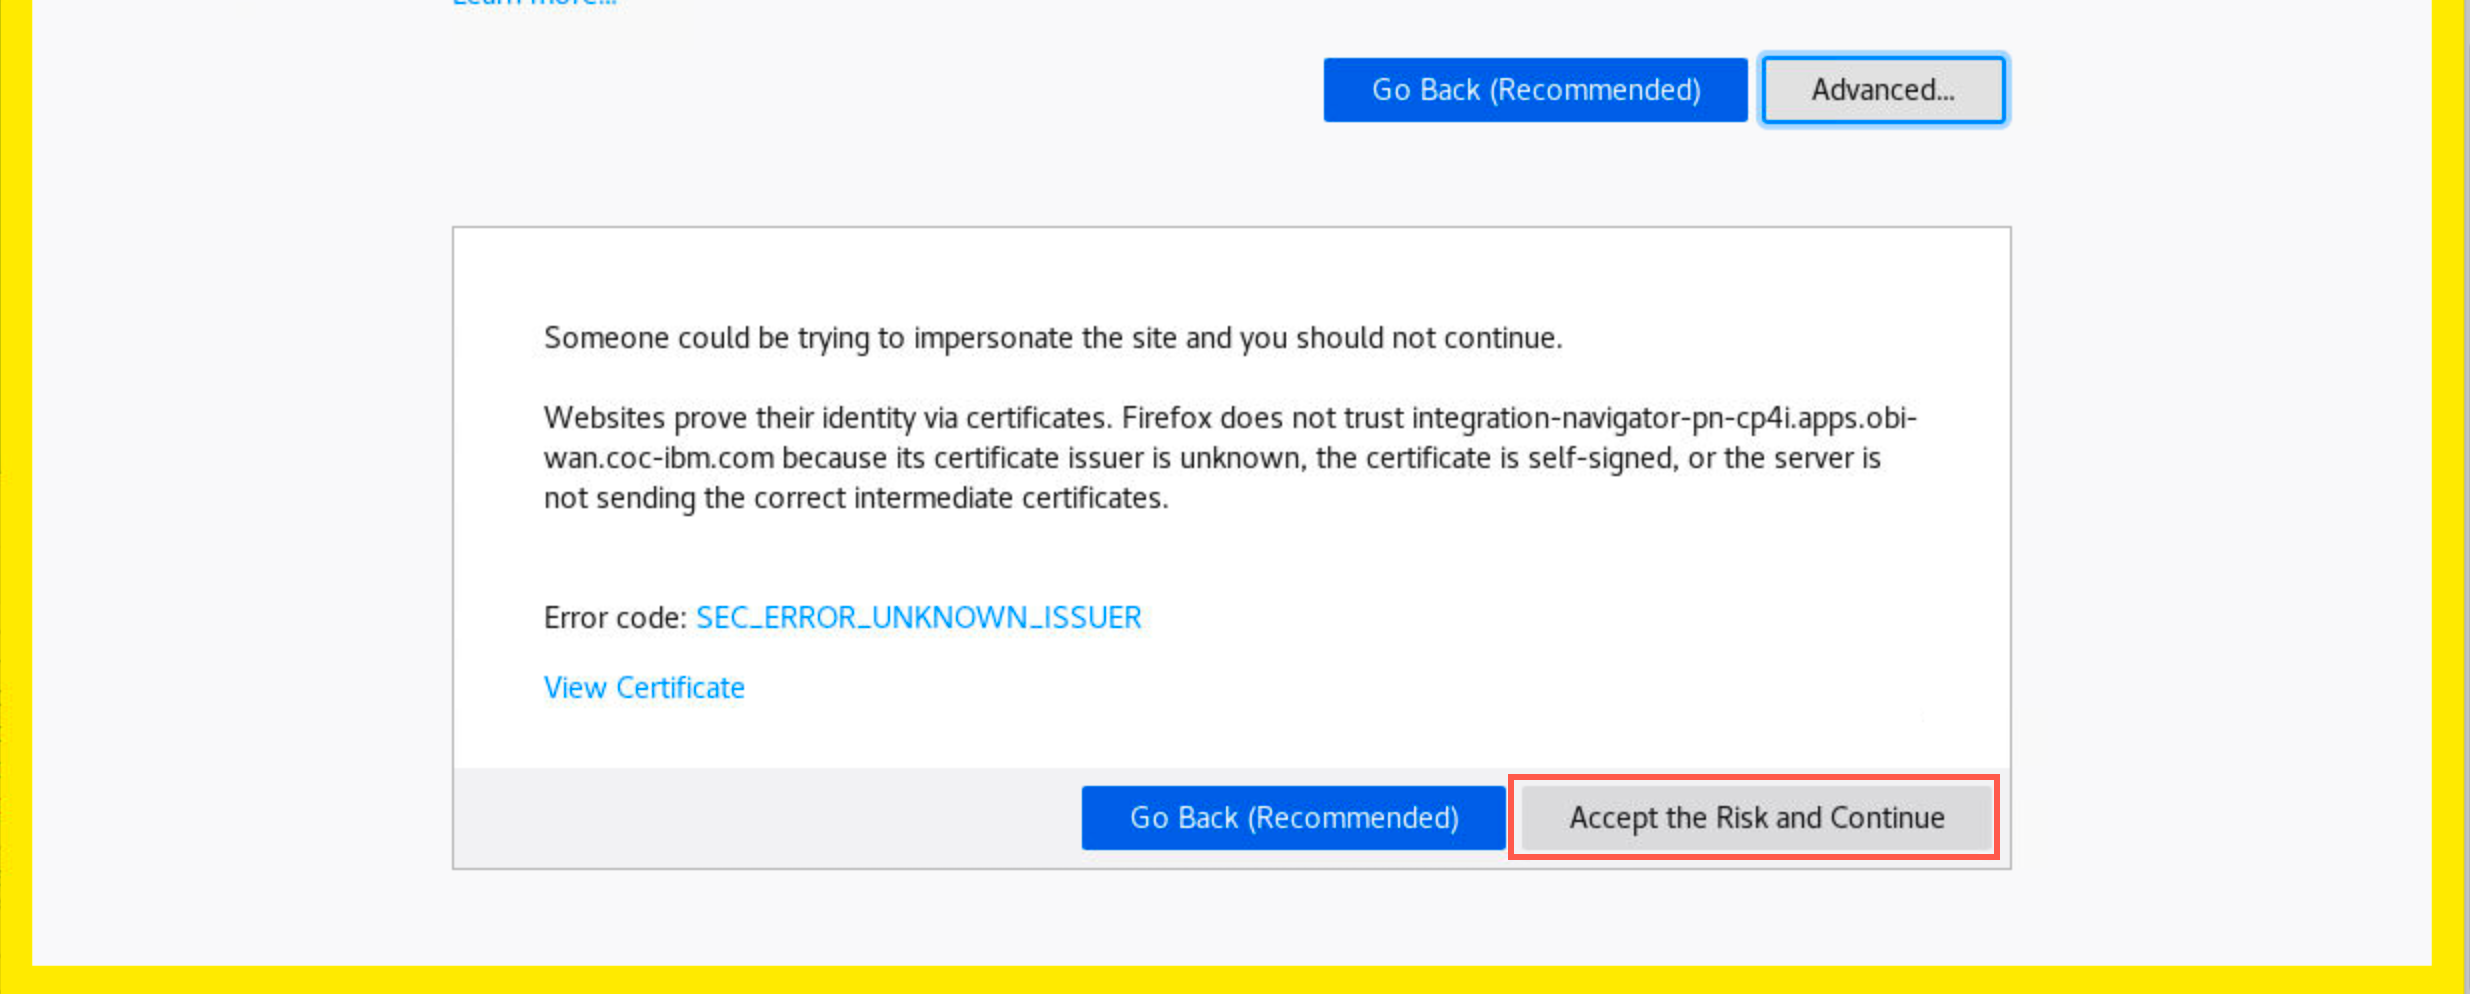 Learn more...
Go Back (Recommended)
Advanced...
Someone could be trying to impersonate the site and you should not continue.
Websites prove their identity via certificates. Firefox does not trust integration-navigator-pn-cp4i.apps.obi-
wan.coc-ibm.com because its certificate issuer is unknown, the certificate is self-signed, or the server is
not sending the correct intermediate certificates.
Error code: SEC_ERROR_UNKNOWN_ISSUER
View Certificate
Go Back (Recommended)
Accept the Risk and Continue